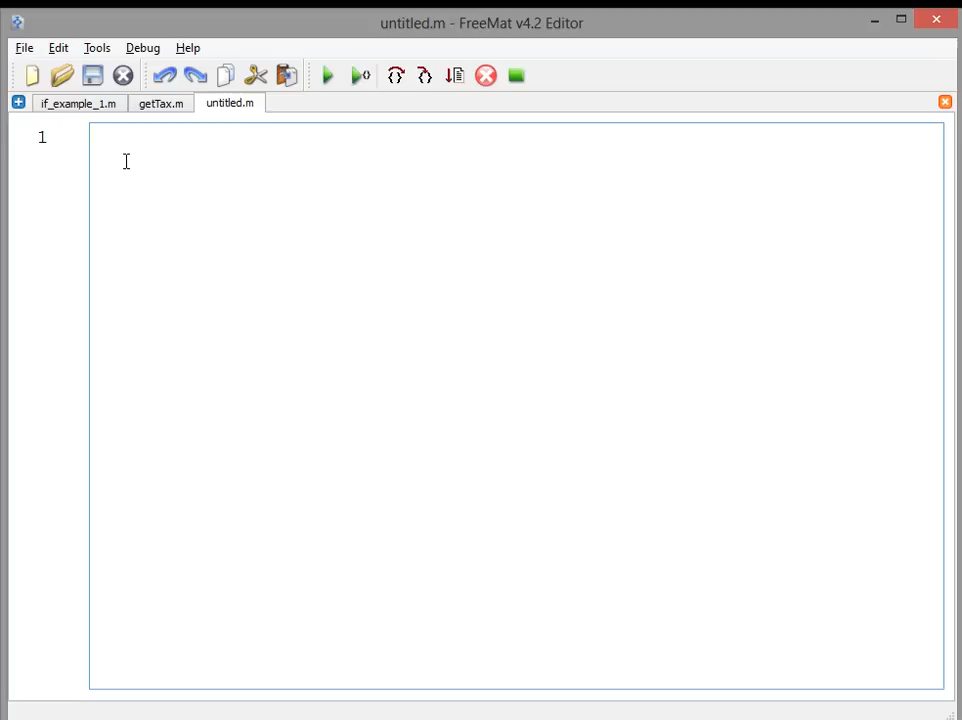 untitled.m - FreeMat v4.2 Editor
File Edit Tools Debug Help
if_example_1.m getTax.m untitled.m
1